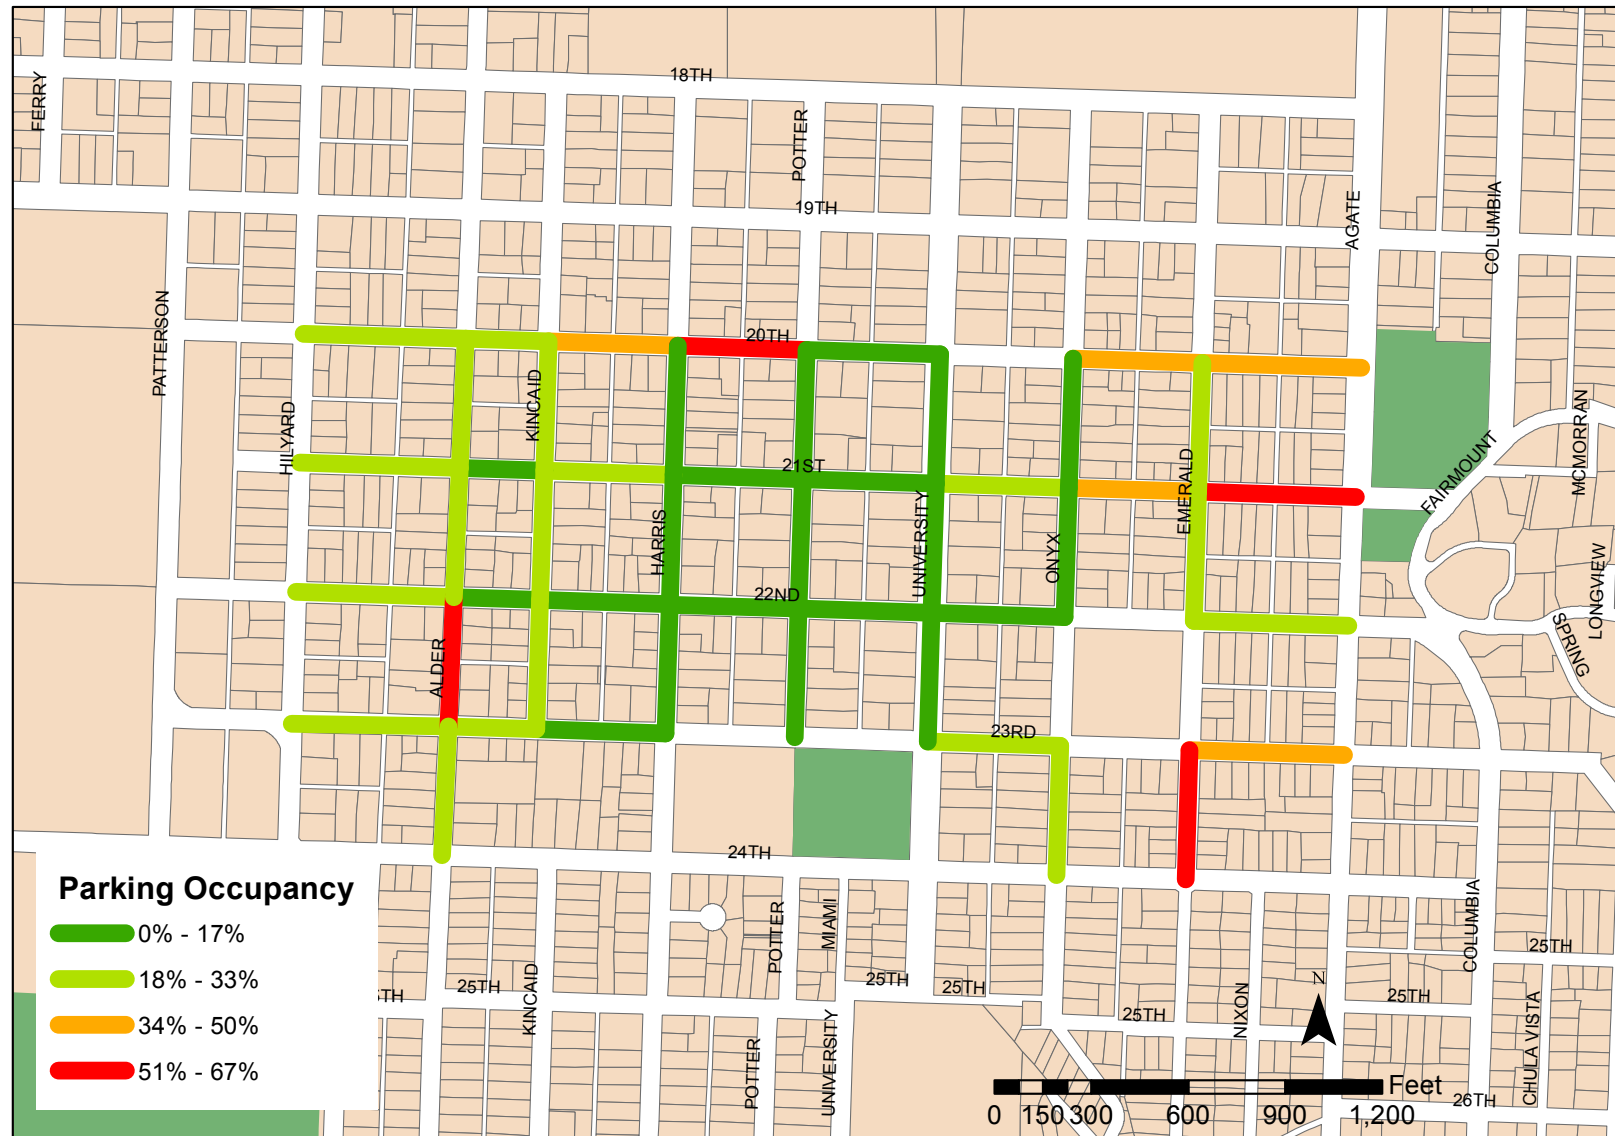 18TH
FERRY
POTTER
19TH
AGATE
COLUMBIA
PATTERSON
20TH
KINCAID
HILYARD
MCMORRAN
FAIRMOUNT
21ST
EMERALD
UNIVERSITY
HARRIS
ONYX
LONGVIEW
22ND
SPRING
ALDER
23RD
24TH
Parking Occupancy
0% - 17%
18% - 33%
34% - 50%
51% - 67%
POTTER
MIAMI
COLUMBIA
25TH
25TH
25TH
25TH
5TH
KINCAID
25TH
25TH
NIXON
N
CHULA VISTA
UNIVERSITY
POTTER
Feet
0 150 300 600 900 1,200
26TH